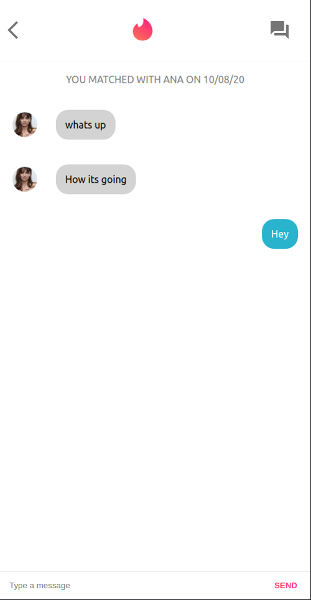 YOU MATCHED WITH ANA ON 10/08/20
whats up
How its going
Hey
Type a message
SEND